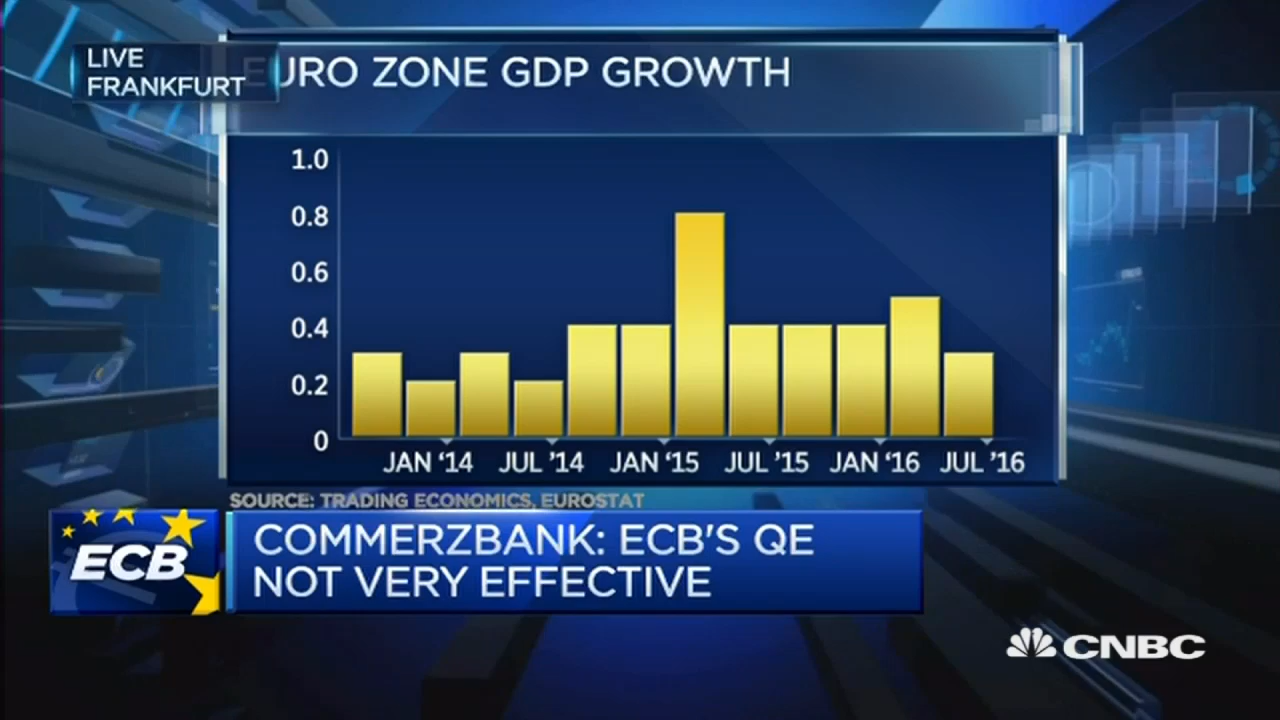 LIVE
FRANKFURT
EURO ZONE GDP GROWTH
1.0
0.8
0.6
0.4
0.2
0
JAN ‘14 JUL ’14 JAN ‘15 JUL ’15 JAN ‘16 JUL ’16
SOURCE: TRADING ECONOMICS, EUROSTAT
ECB
COMMERZBANK: ECB'S QE
NOT VERY EFFECTIVE
CNBC